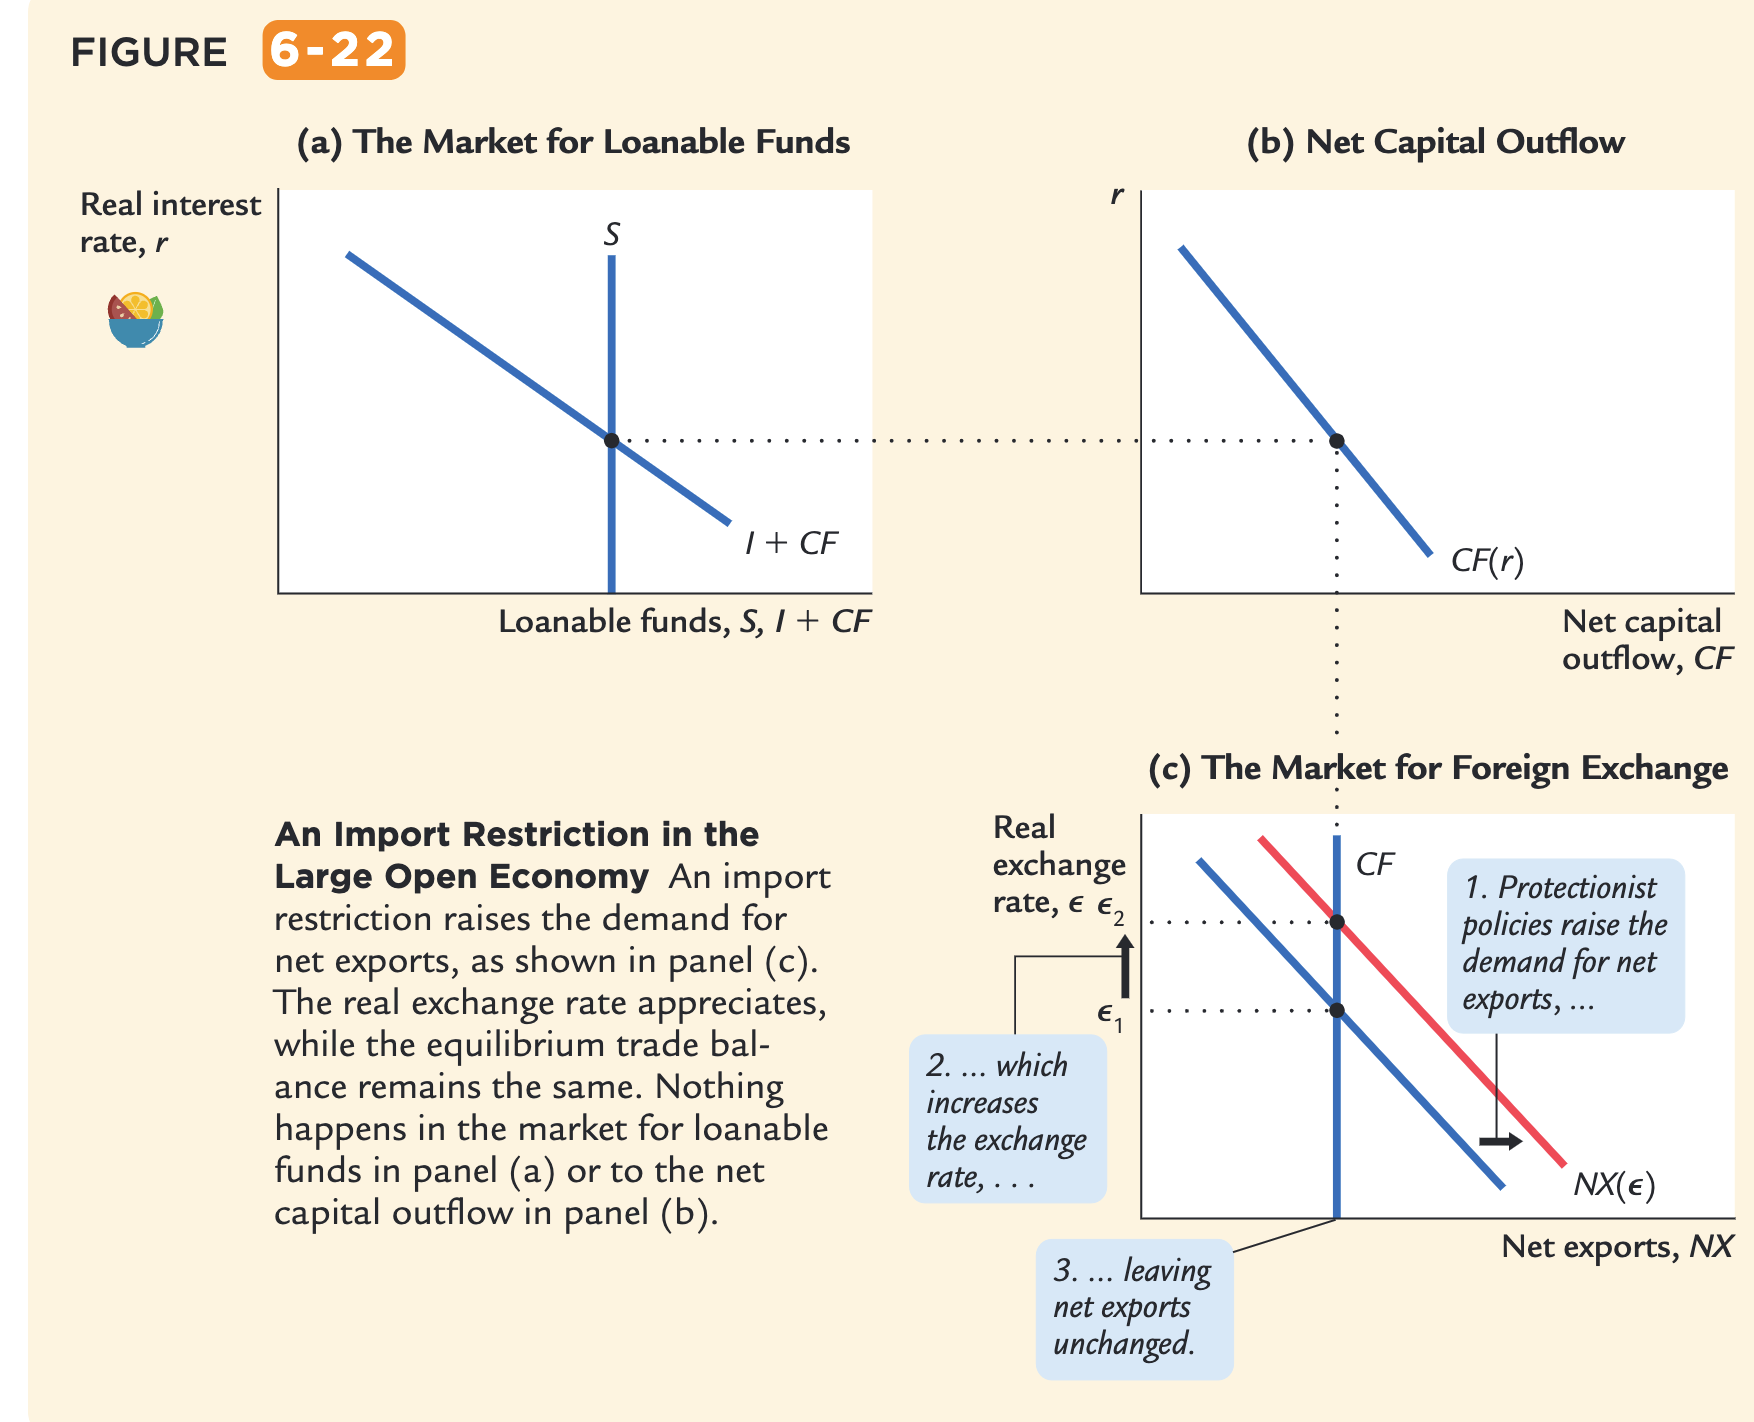 FIGURE 6-22
(a) The Market for Loanable Funds
Real interest
rate, r
S
I + CF
Loanable funds, S, I + CF
(b) Net Capital Outflow
r
CF(r)
Net capital
outflow, CF
An Import Restriction in the
Large Open Economy An import
restriction raises the demand for
net exports, as shown in panel (c).
The real exchange rate appreciates,
while the equilibrium trade bal-
ance remains the same. Nothing
happens in the market for loanable
funds in panel (a) or to the net
capital outflow in panel (b).
(c) The Market for Foreign Exchange
Real
exchange
rate, ϵ ϵ2
ϵ1
CF
1. Protectionist
policies raise the
demand for net
exports, ...
2. ... which
increases
the exchange
rate, . . .
NX(ϵ)
Net exports, NX
3. ... leaving
net exports
unchanged.